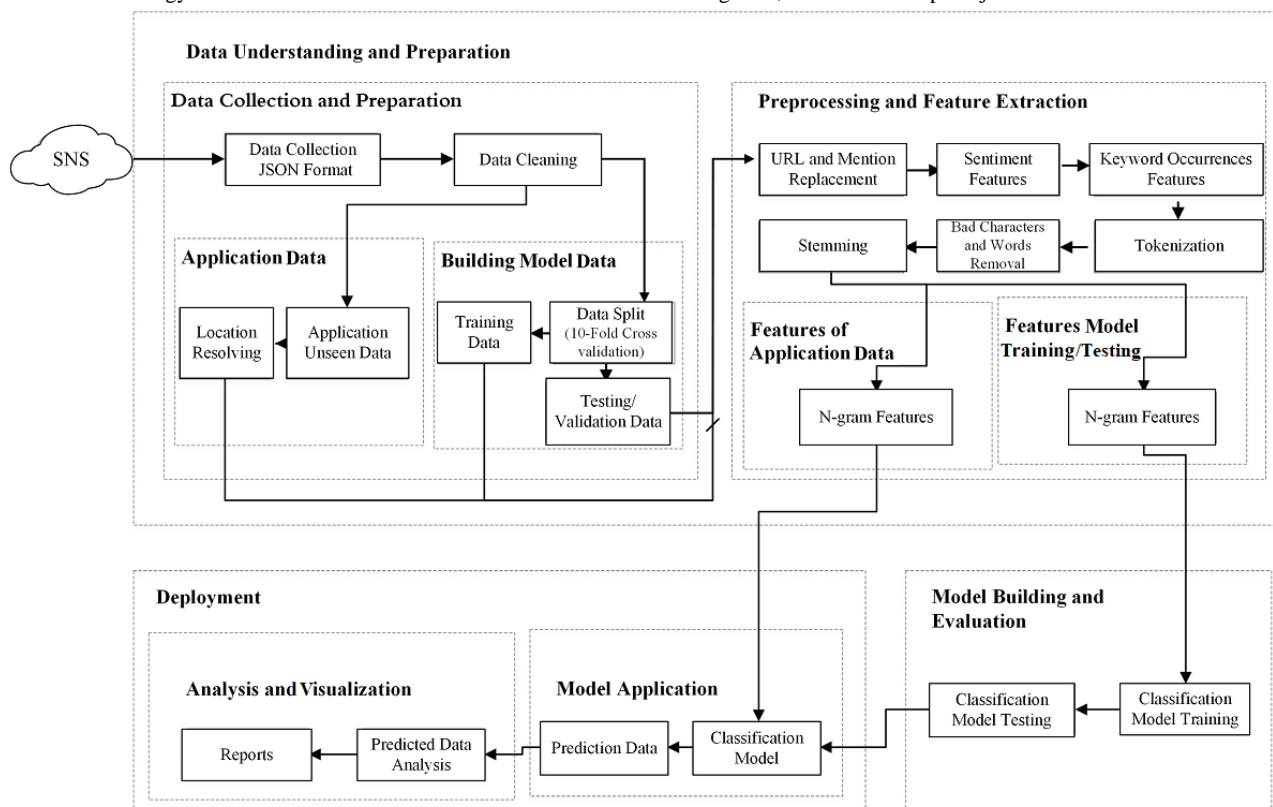 Data Understanding and Preparation
Data Collection and Preparation
SNS
Data Collection
JSON Format
Data Cleaning
Application Data
Location
Resolving
Application
Unseen Data
Building Model Data
Training
Data
Data Split
(10-Fold Cross
validation)
Testing/
Validation Data
Preprocessing and Feature Extraction
URL and Mention
Replacement
Sentiment
Features
Keyword Occurrences
Features
Stemming
Bad Characters
and Words
Removal
Tokenization
Features of
Application Data
N-gram Features
Features Model
Training/Testing
N-gram Features
Deployment
Analysis and Visualization
Reports
Predicted Data
Analysis
Model Application
Prediction Data
Classification
Model
Model Building and
Evaluation
Classification
Model Testing
Classification
Model Training